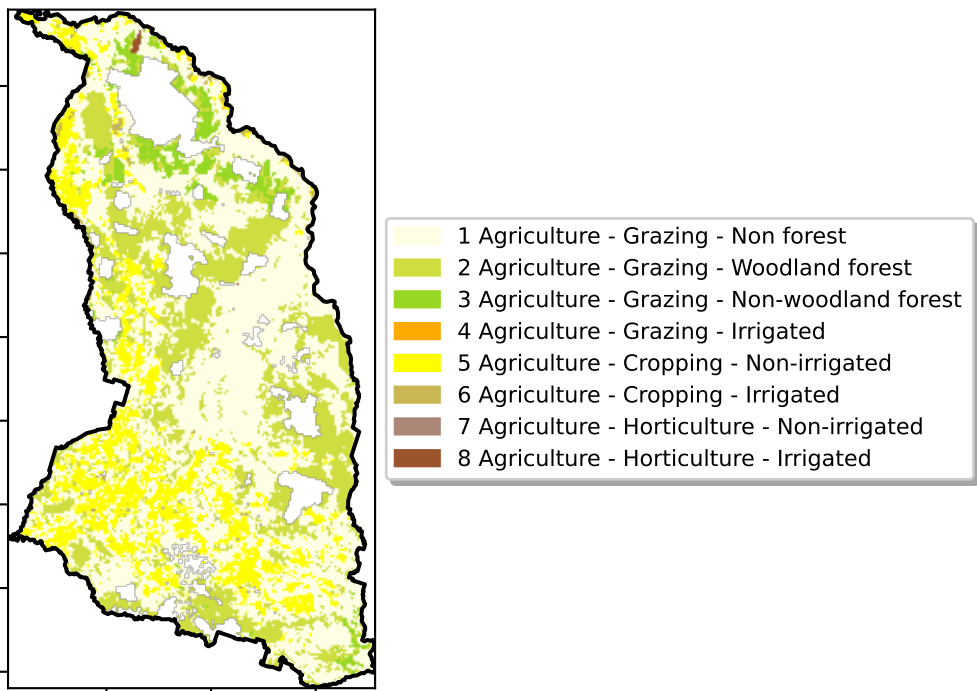 1 Agriculture - Grazing - Non forest
2 Agriculture - Grazing - Woodland forest
3 Agriculture - Grazing - Non-woodland forest
4 Agriculture - Grazing - Irrigated
5 Agriculture - Cropping - Non-irrigated
6 Agriculture - Cropping - Irrigated
7 Agriculture - Horticulture - Non-irrigated
8 Agriculture - Horticulture - Irrigated